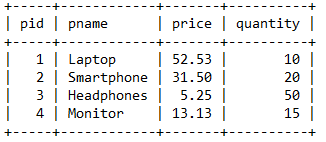 +-----+------------+-------+----------+
| pid | pname      | price | quantity |
+-----+------------+-------+----------+
|   1 | Laptop     | 52.53 |       10 |
|   2 | Smartphone | 31.50 |       20 |
|   3 | Headphones |  5.25 |       50 |
|   4 | Monitor    | 13.13 |       15 |
+-----+------------+-------+----------+